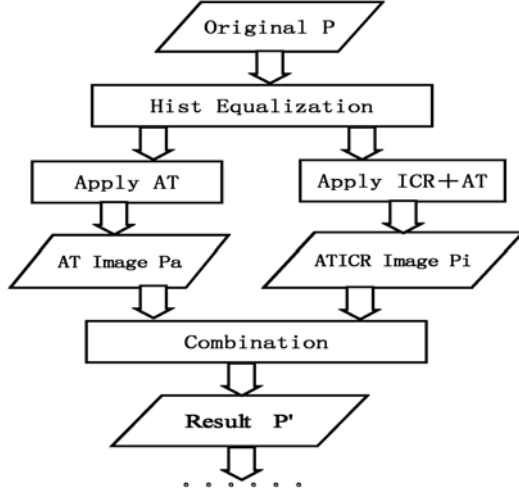 Original P
Hist Equalization
Apply AT
Apply ICR+AT
AT Image Pa
ATICR Image Pi
Combination
Result P'
. . . . . .